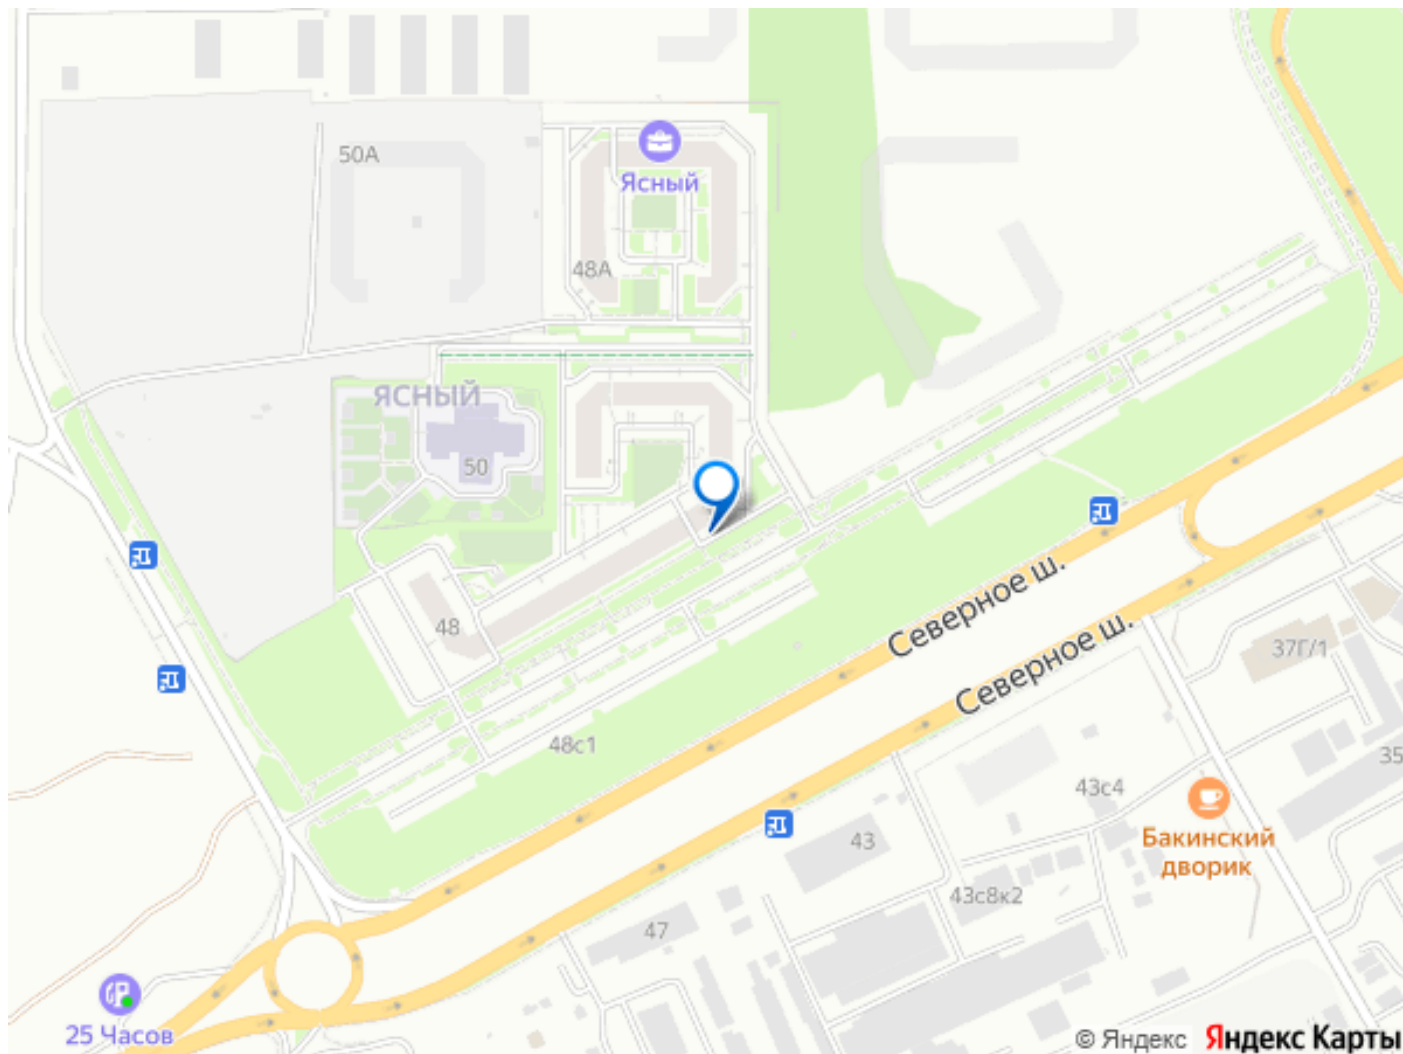 50А
Ясный
48А
ЯСНЫЙ
50
48
Северное ш.
Северное ш.
37Г/1
48с1
35
43с4
Бакинский
дворик
43
43с8к2
47
25 Часов
© Яндекс
Яндекс Карты